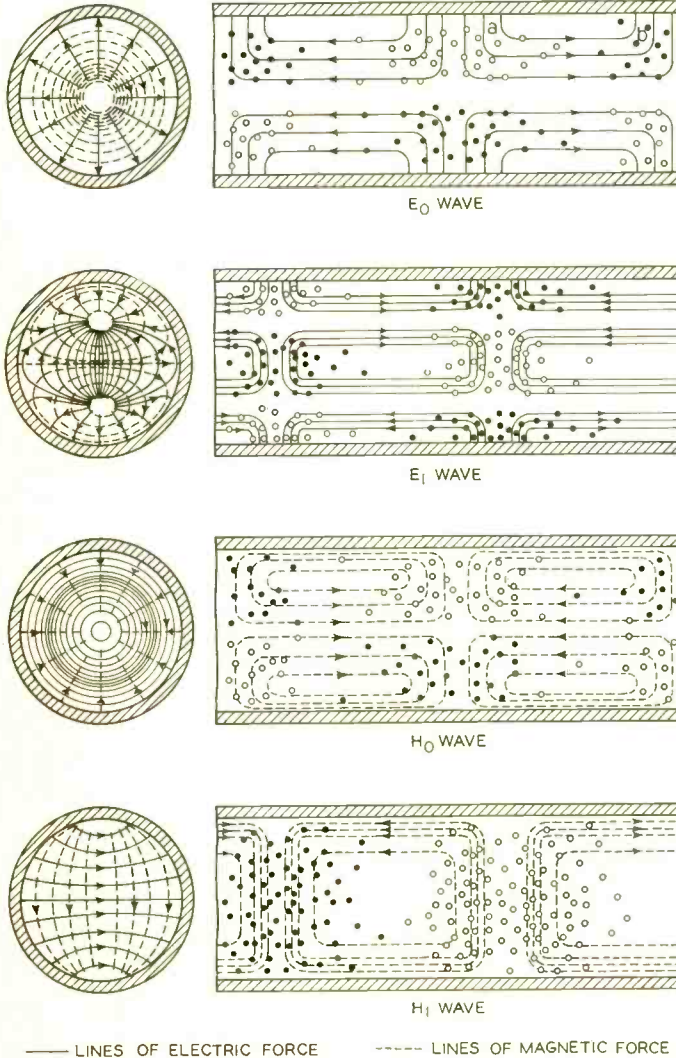 a
b
E₀ WAVE
E₁ WAVE
H₀ WAVE
H₁ WAVE
LINES OF ELECTRIC FORCE
LINES OF MAGNETIC FORCE